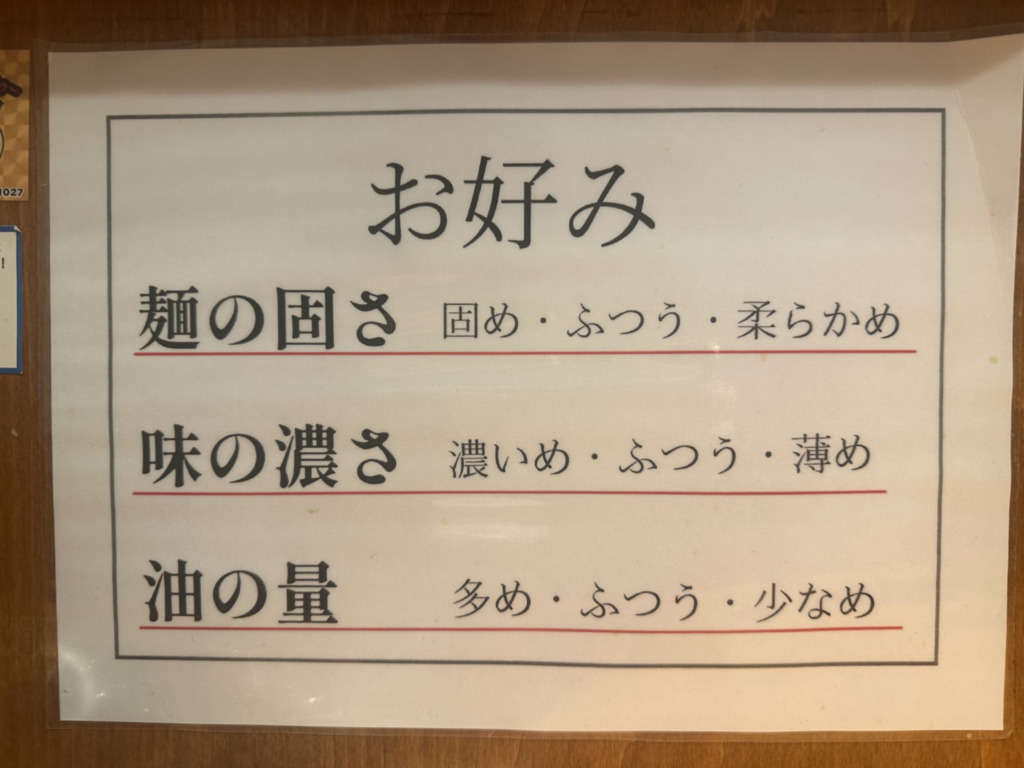 お好み
麺の固さ 固め・ふつう・柔らかめ
味の濃さ 濃いめ・ふつう・薄め
油の量 多め・ふつう・少なめ
1027
!